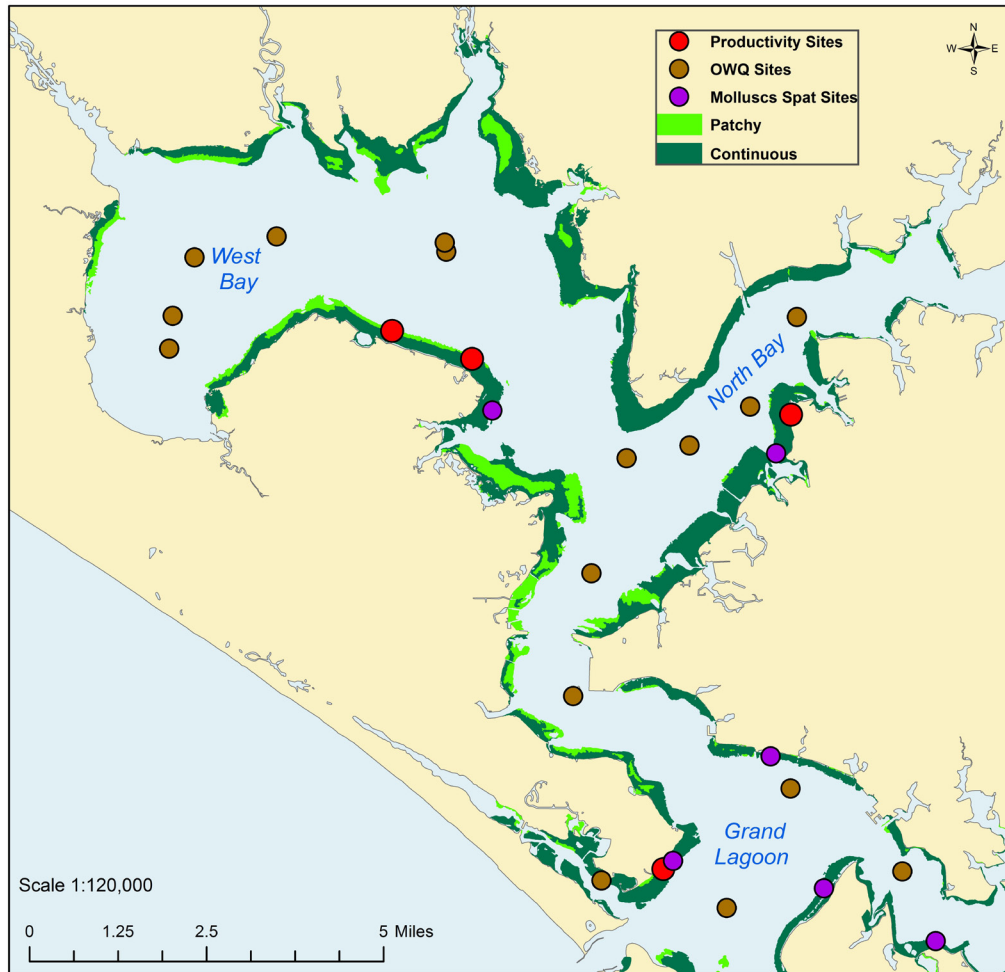 N
W E
S
Productivity Sites
OWQ Sites
Molluscs Spat Sites
Patchy
Continuous
West
Bay
North Bay
Grand
Lagoon
Scale 1:120,000
0 1.25 2.5 5 Miles